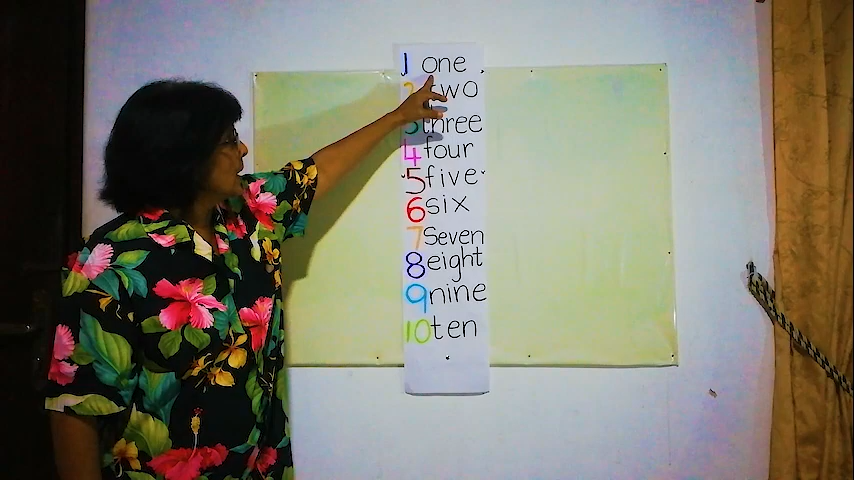 1 one
2 two
3 three
4 four
5 five
6 six
7 Seven
8 eight
9 nine
10 ten